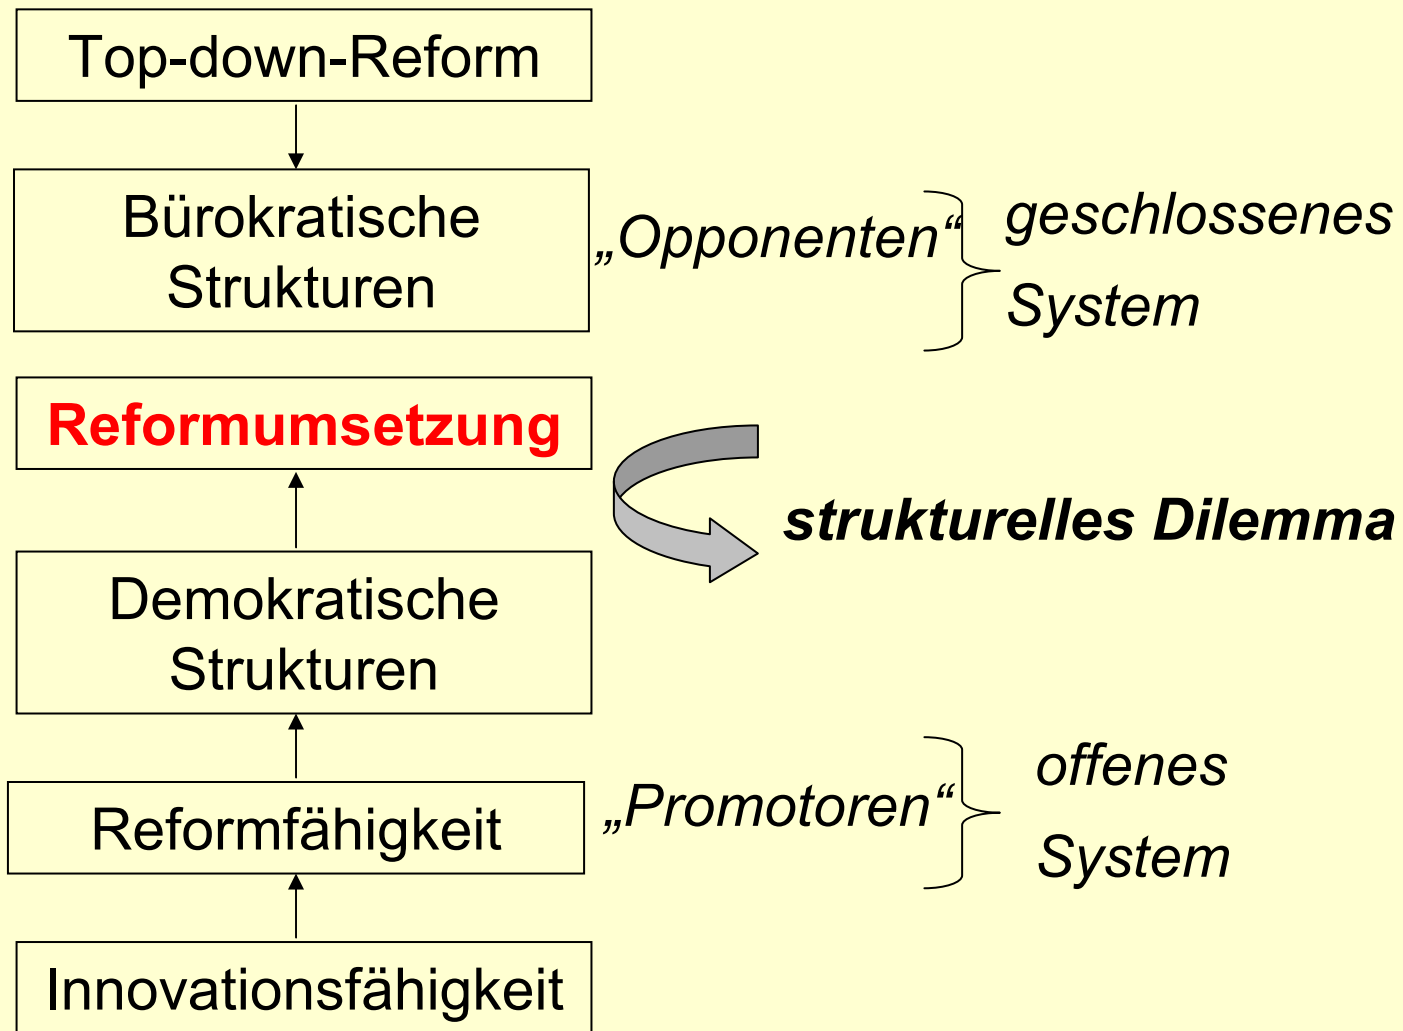 Top-down-Reform
Bürokratische
Strukturen
„Opponenten“
geschlossenes
System
Reformumsetzung
strukturelles Dilemma
Demokratische
Strukturen
Reformfähigkeit
„Promotoren“
offenes
System
Innovationsfähigkeit